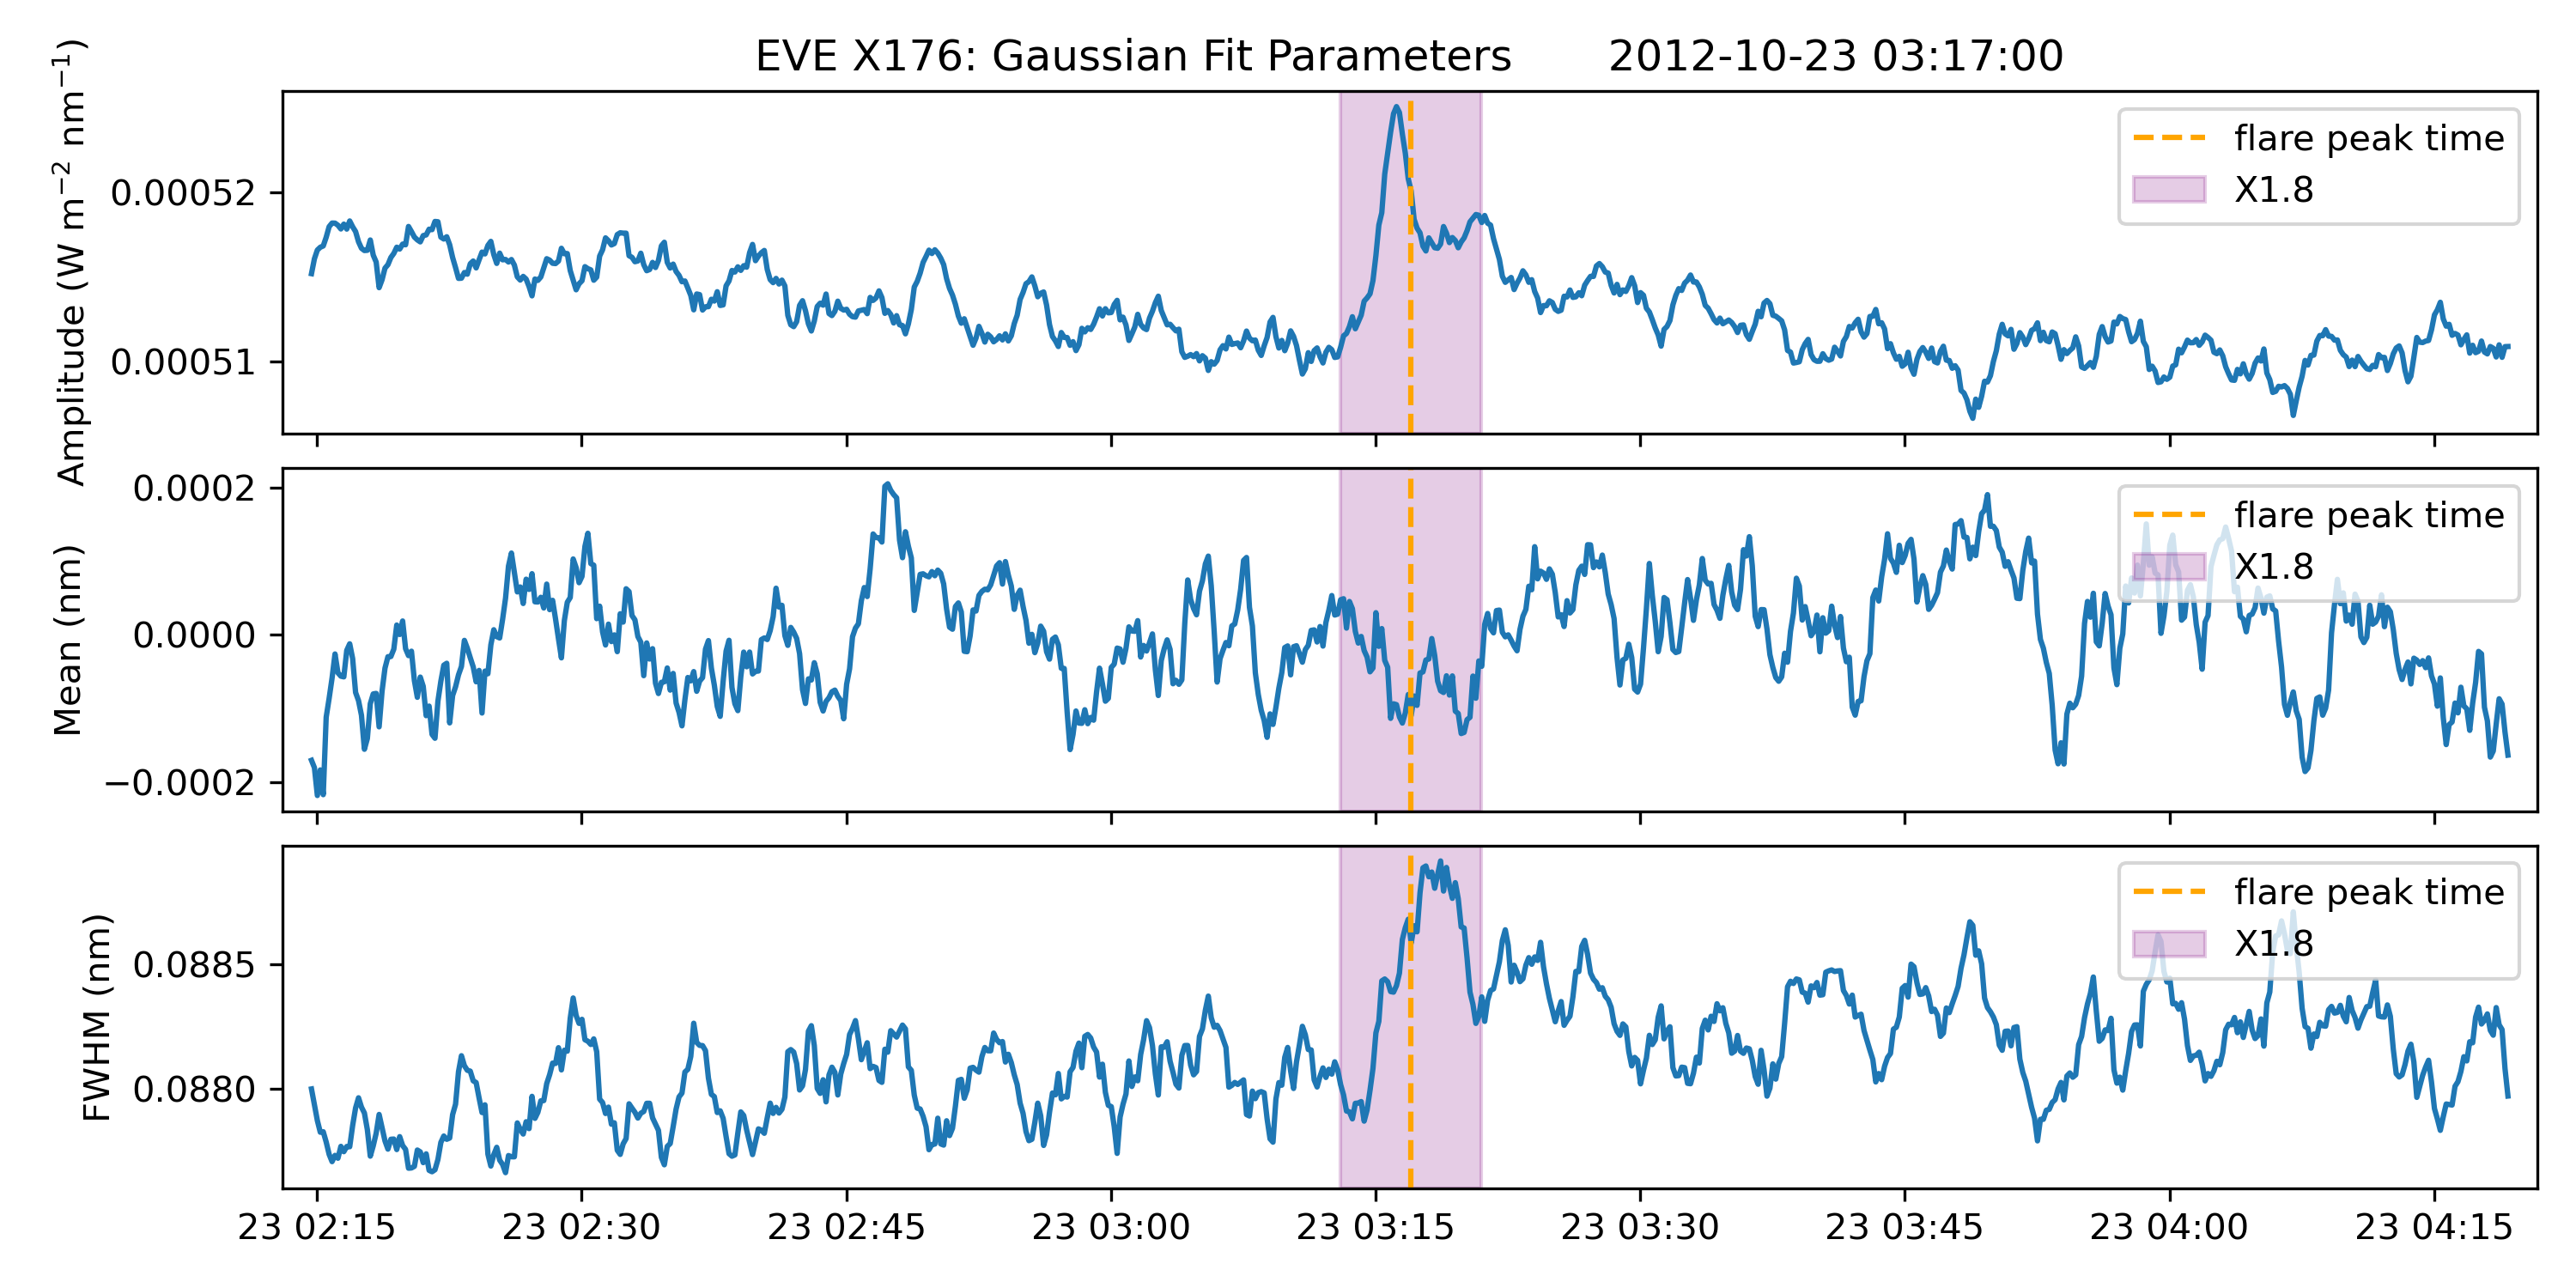 EVE X176: Gaussian Fit Parameters 2012-10-23 03:17:00
Amplitude (W m⁻² nm⁻¹)
0.00052
0.00051
flare peak time
X1.8
Mean (nm)
0.0002
0.0000
−0.0002
flare peak time
X1.8
FWHM (nm)
0.0885
0.0880
flare peak time
X1.8
23 02:15 23 02:30 23 02:45 23 03:00 23 03:15 23 03:30 23 03:45 23 04:00 23 04:15